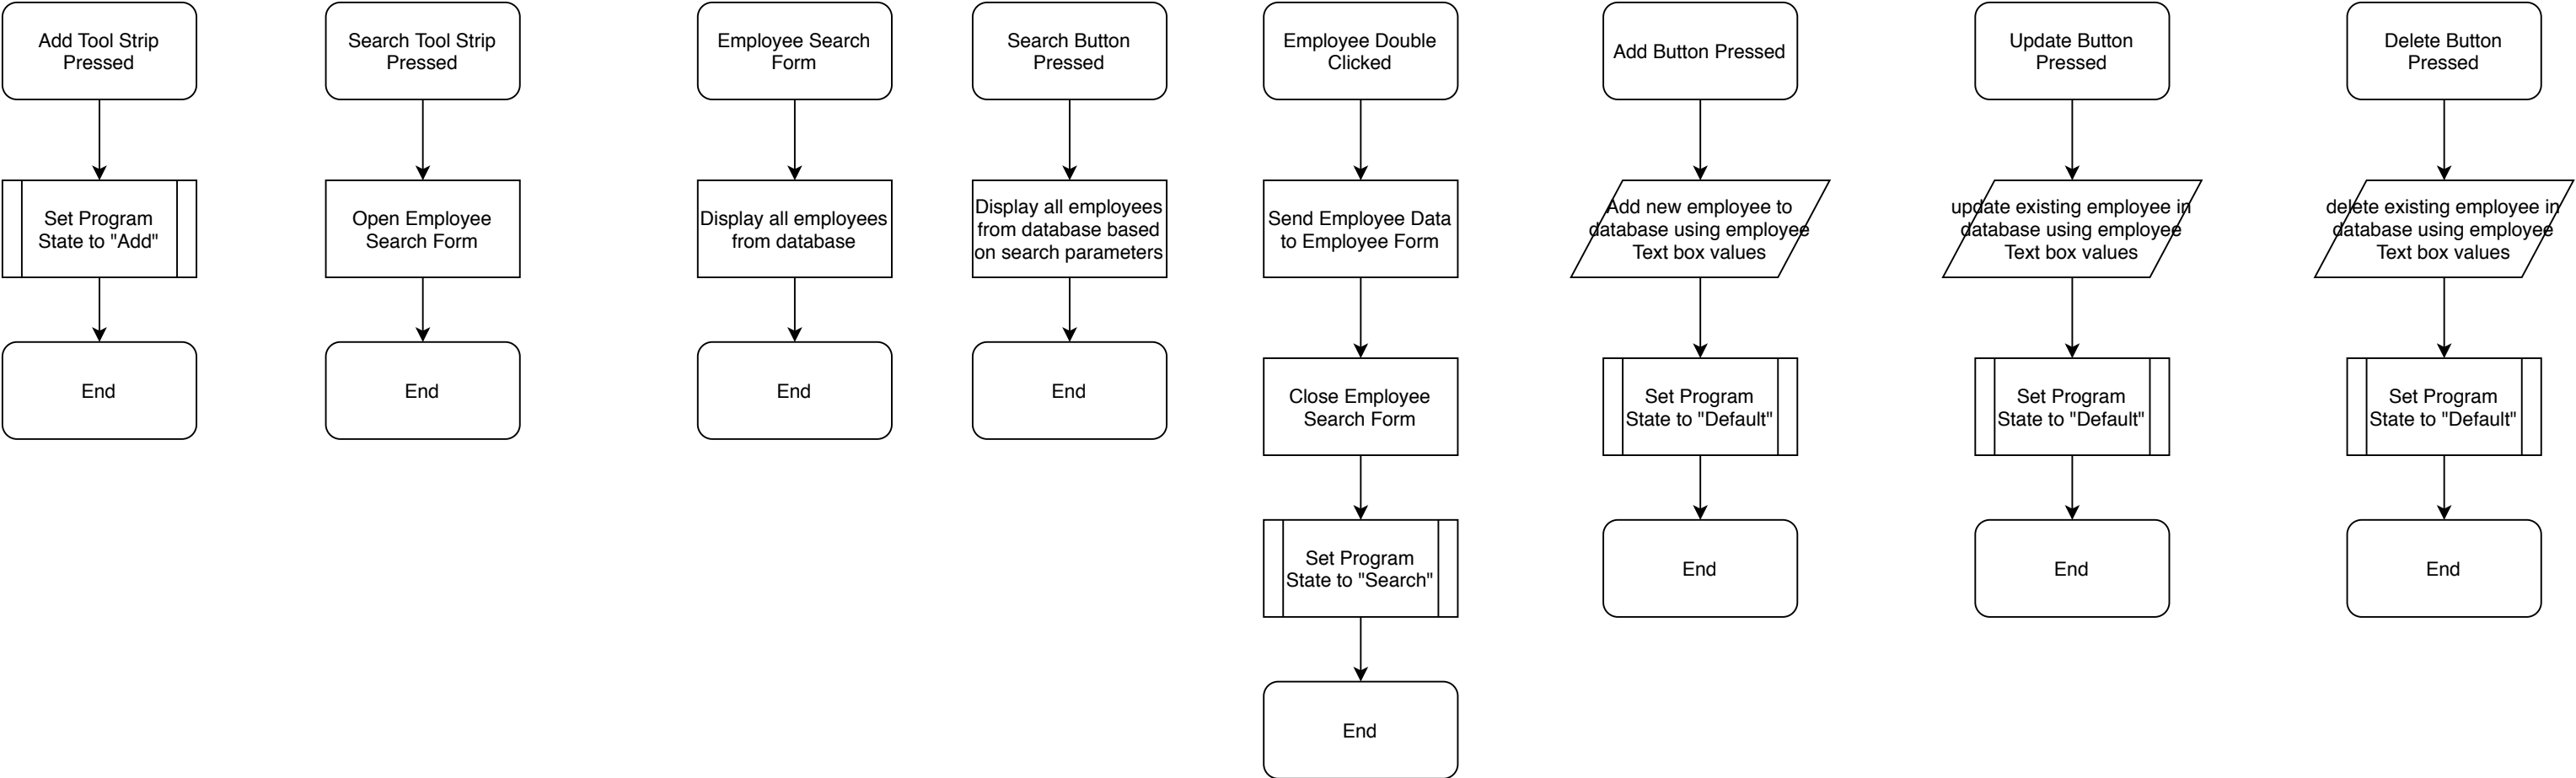 Add Tool Strip
Pressed
Set Program
State to "Add"
End
Search Tool Strip
Pressed
Open Employee
Search Form
End
Employee Search
Form
Display all employees
from database
End
Search Button
Pressed
Display all employees
from database based
on search parameters
End
Employee Double
Clicked
Send Employee Data
to Employee Form
Close Employee
Search Form
Set Program
State to "Search"
End
Add Button Pressed
Add new employee to
database using employee
Text box values
Set Program
State to "Default"
End
Update Button
Pressed
update existing employee in
database using employee
Text box values
Set Program
State to "Default"
End
Delete Button
Pressed
delete existing employee in
database using employee
Text box values
Set Program
State to "Default"
End